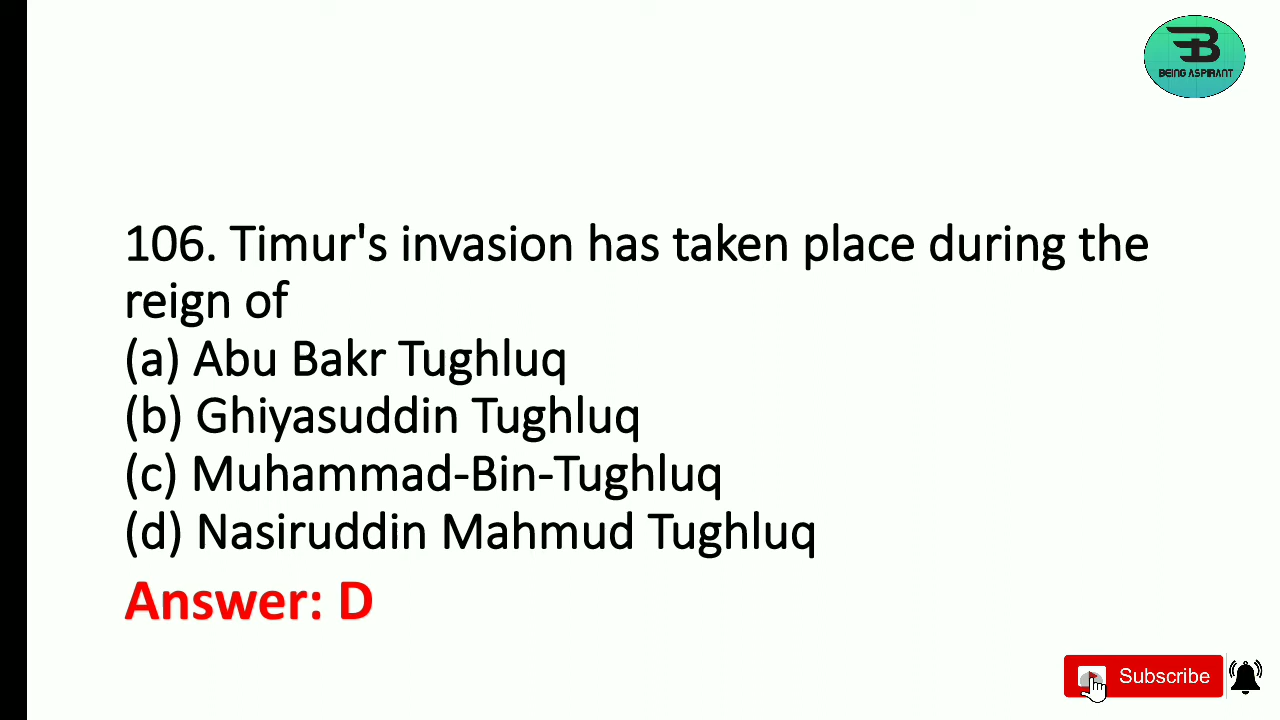 BEING ASPIRANT
106. Timur's invasion has taken place during the
reign of
(a) Abu Bakr Tughluq
(b) Ghiyasuddin Tughluq
(c) Muhammad-Bin-Tughluq
(d) Nasiruddin Mahmud Tughluq
Answer: D
Subscribe